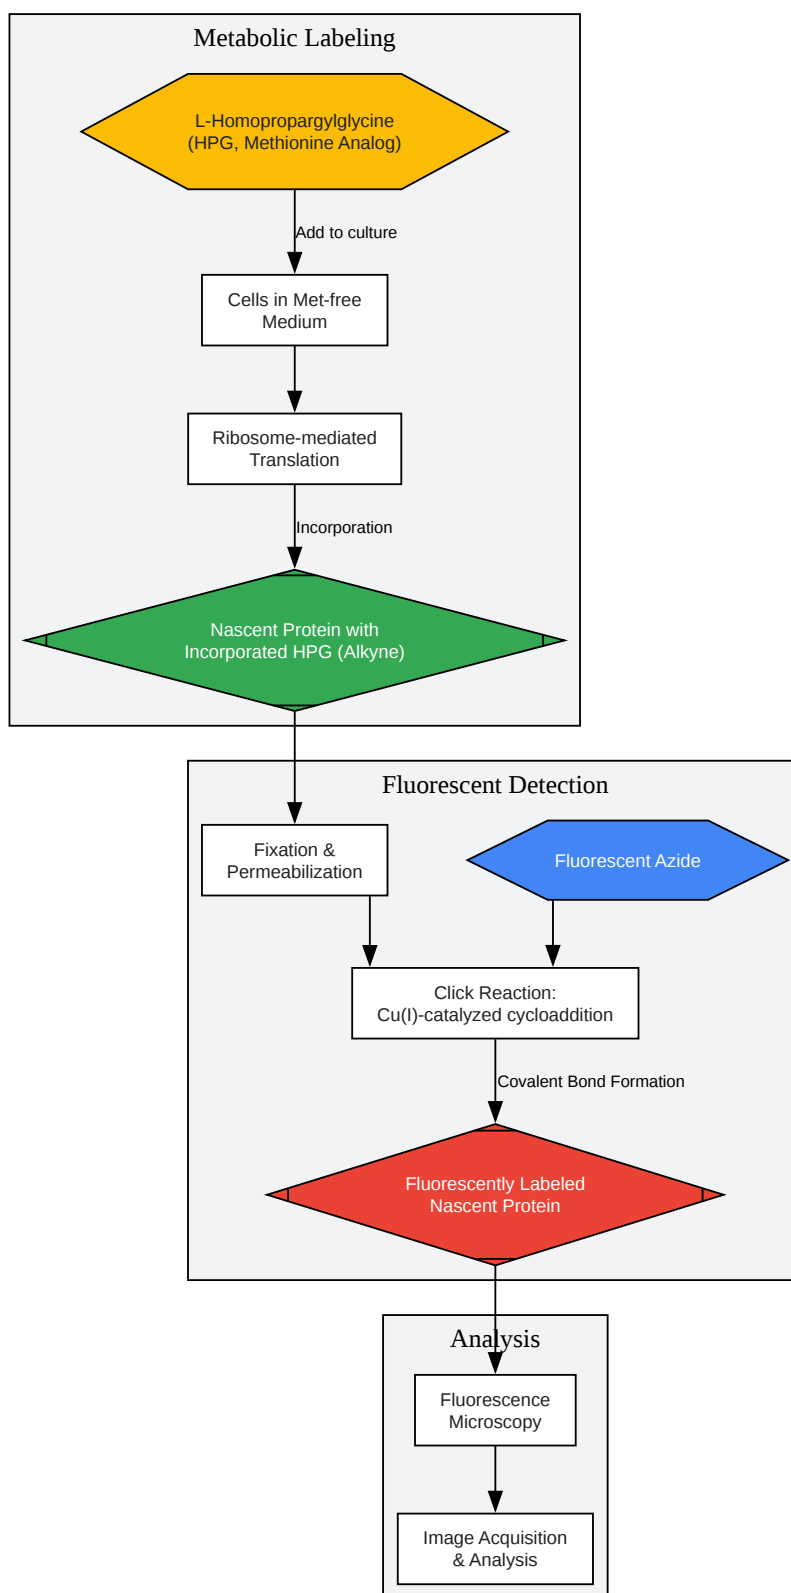 Metabolic Labeling
L-Homopropargylglycine
(HPG, Methionine Analog)
Add to culture
Cells in Met-free
Medium
Ribosome-mediated
Translation
Incorporation
Nascent Protein with
Incorporated HPG (Alkyne)
Fluorescent Detection
Fixation &
Permeabilization
Fluorescent Azide
Click Reaction:
Cu(I)-catalyzed cycloaddition
Covalent Bond Formation
Fluorescently Labeled
Nascent Protein
Analysis
Fluorescence
Microscopy
Image Acquisition
& Analysis